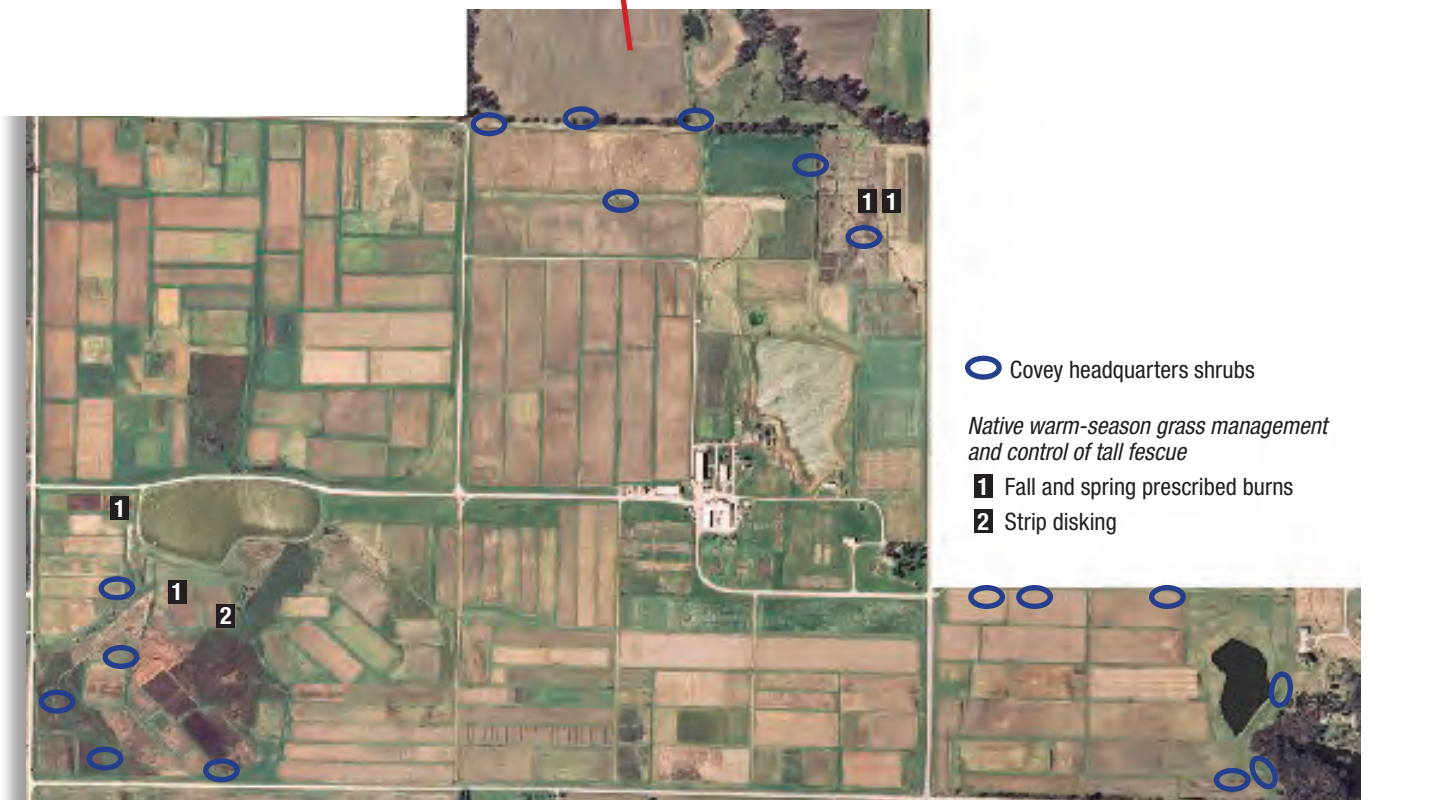 1 1
Covey headquarters shrubs
Native warm-season grass management
and control of tall fescue
1 Fall and spring prescribed burns
2 Strip disking
1
1
2